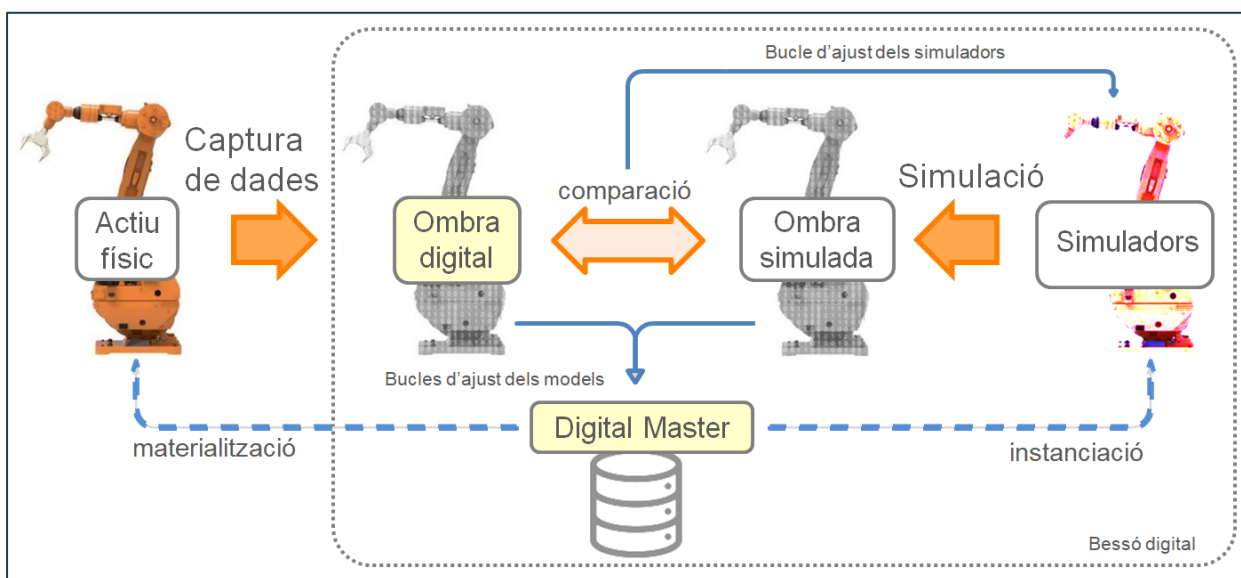 Bucle d'ajust dels simuladors
Captura
de dades
comparació
Simulació
Actiu
físic
Ombra
digital
Ombra
simulada
Simuladors
Bucles d'ajust dels models
Digital Master
materialització
instanciació
Bessó digital